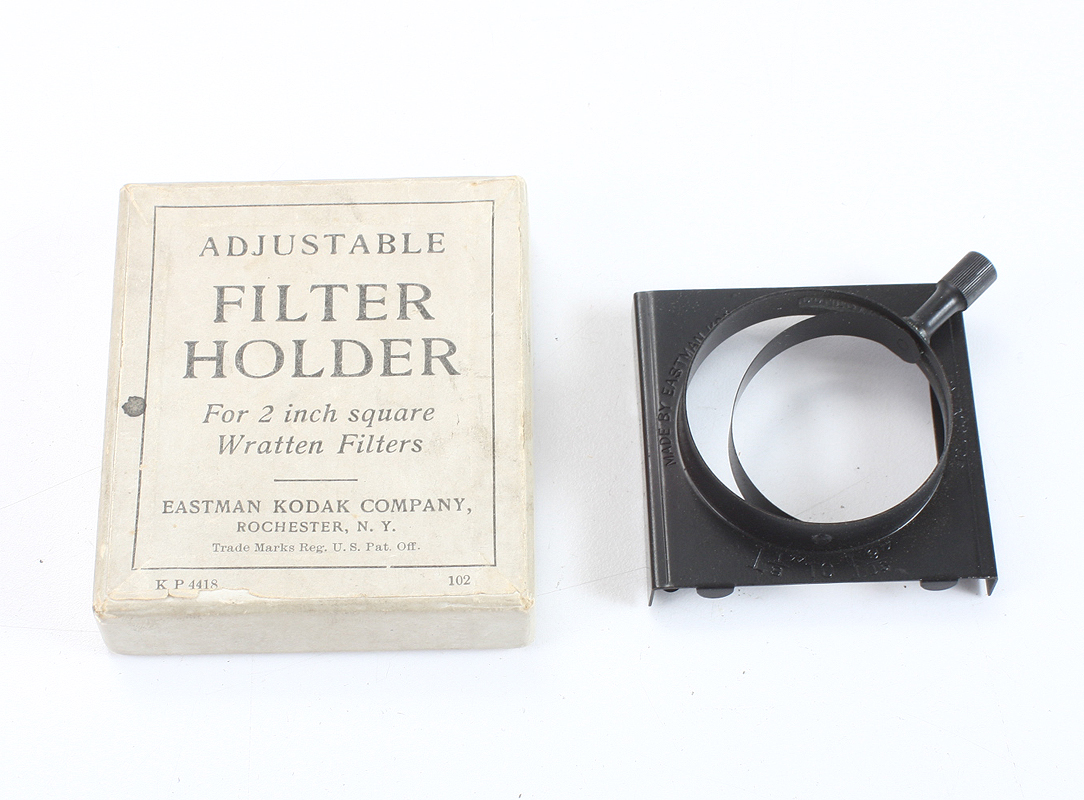 ADJUSTABLE
FILTER
HOLDER
For 2 inch square
Wratten Filters
EASTMAN KODAK COMPANY,
ROCHESTER, N. Y.
Trade Marks Reg. U. S. Pat. Off.
K P 4418 102
MADE BY EASTMAN